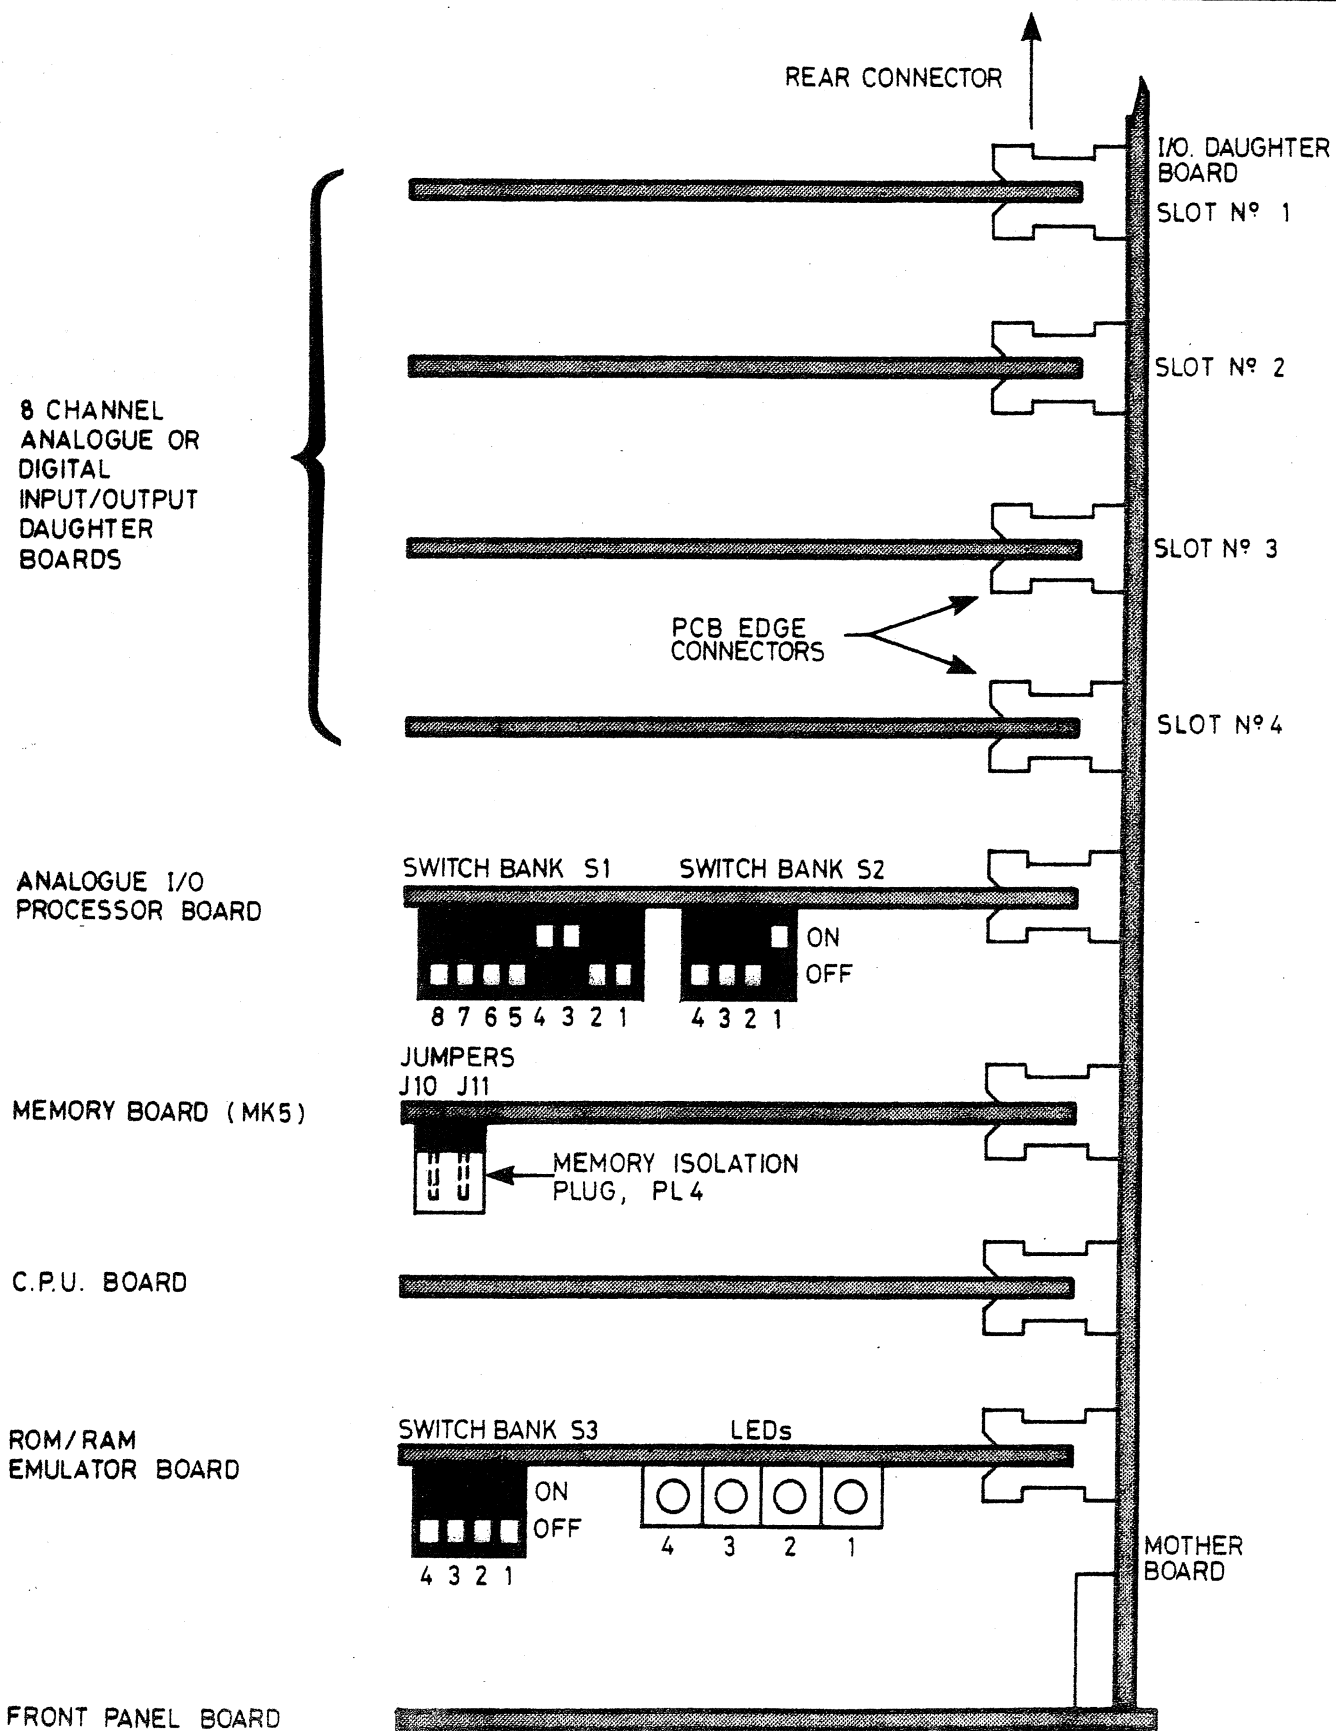 REAR CONNECTOR
I/O. DAUGHTER
BOARD
SLOT Nº 1
SLOT Nº 2
8 CHANNEL
ANALOGUE OR
DIGITAL
INPUT/OUTPUT
DAUGHTER
BOARDS
SLOT Nº 3
PCB EDGE
CONNECTORS
SLOT Nº 4
ANALOGUE I/O
PROCESSOR BOARD
SWITCH BANK S1
SWITCH BANK S2
ON
OFF
8 7 6 5 4 3 2 1
4 3 2 1
JUMPERS
J10 J11
MEMORY BOARD (MK5)
MEMORY ISOLATION
PLUG, PL4
C.P.U. BOARD
ROM/RAM
EMULATOR BOARD
SWITCH BANK S3
LEDs
ON
OFF
4 3 2 1
4 3 2 1
MOTHER
BOARD
FRONT PANEL BOARD